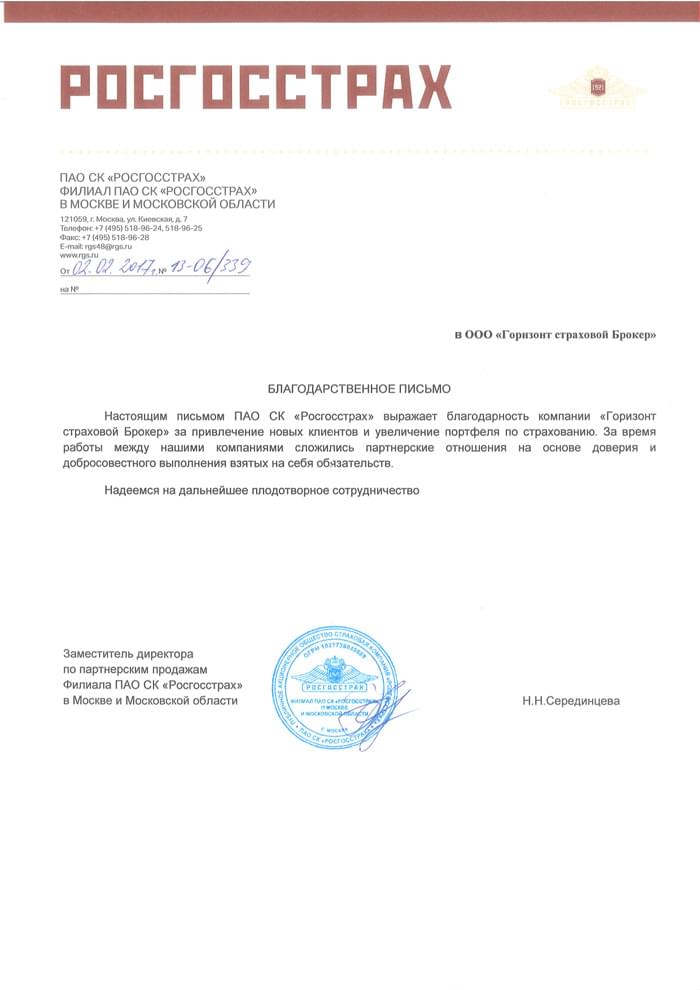 РОСГОССТРАХ
1921
РОСГОССТРАХ
ПАО СК «РОСГОССТРАХ»
ФИЛИАЛ ПАО СК «РОСГОССТРАХ»
В МОСКВЕ И МОСКОВСКОЙ ОБЛАСТИ
121059, г. Москва, ул. Киевская, д. 7
Телефон: +7 (495) 518-96-24, 518-96-25
Факс: +7 (495) 518-96-28
E-mail: rgs48@rgs.ru
www.rgs.ru
От 02.02.2017г. № 13-06/339
на №
в ООО «Горизонт страховой Брокер»
БЛАГОДАРСТВЕННОЕ ПИСЬМО
Настоящим письмом ПАО СК «Росгосстрах» выражает благодарность компании «Горизонт
страховой Брокер» за привлечение новых клиентов и увеличение портфеля по страхованию. За время
работы между нашими компаниями сложились партнерские отношения на основе доверия и
добросовестного выполнения взятых на себя обязательств.
Надеемся на дальнейшее плодотворное сотрудничество
Заместитель директора
по партнерским продажам
Филиала ПАО СК «Росгосстрах»
в Москве и Московской области
Н.Н.Серединцева
ПУБЛИЧНОЕ АКЦИОНЕРНОЕ ОБЩЕСТВО СТРАХОВАЯ КОМПАНИЯ
ОГРН
РОСГОССТРАХ
ФИЛИАЛ ПАО СК «РОСГОССТРАХ»
В МОСКВЕ
И МОСКОВСКОЙ ОБЛАСТИ
Г. МОСКВА
ПАО СК «РОСГОССТРАХ»